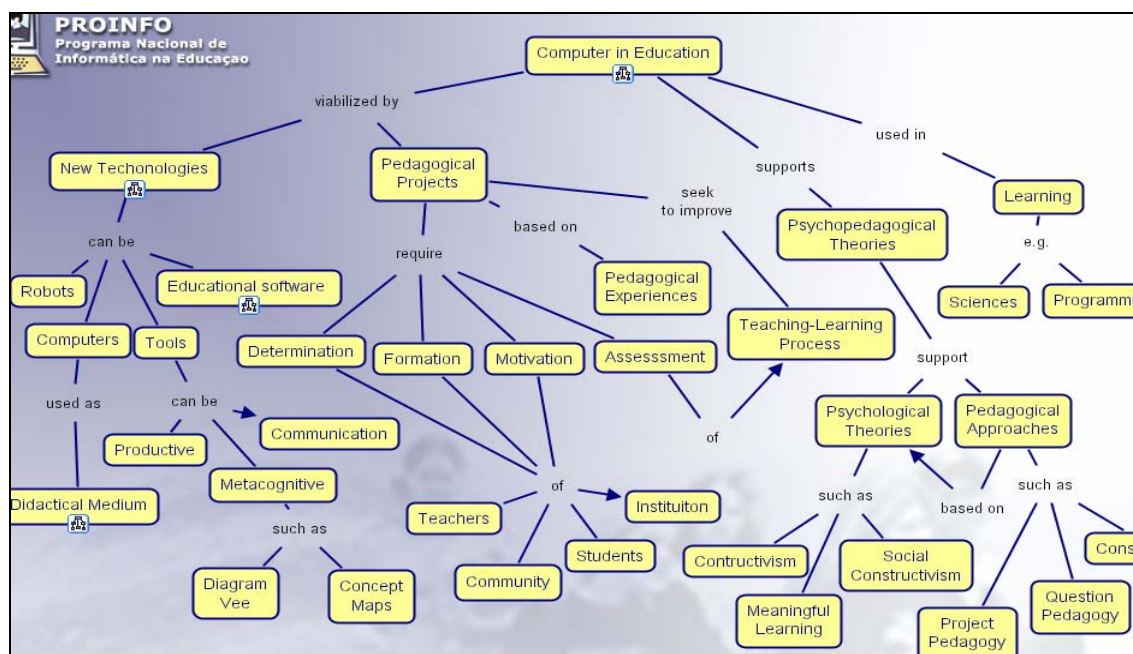 PROINFO
Programa Nacional de
Informática na Educaçao
Computer in Education
viabilized by
used in
New Techonologies
Pedagogical
Projects
supports
seek
to improve
Learning
Psychopedagogical
Theories
based on
can be
require
e.g.
Robots
Educational software
Pedagogical
Experiences
Sciences
Programm
Computers
Tools
Determination
Formation
Motivation
Assesssment
Teaching-Learning
Process
support
used as
can be
Communication
Psychological
Theories
Pedagogical
Approaches
of
Productive
Metacognitive
of
Didactical Medium
Teachers
Instituiton
such as
based on
such as
such as
Students
Community
Contructivism
Social
Constructivism
Cons
Diagram
Vee
Concept
Maps
Meaningful
Learning
Project
Pedagogy
Question
Pedagogy